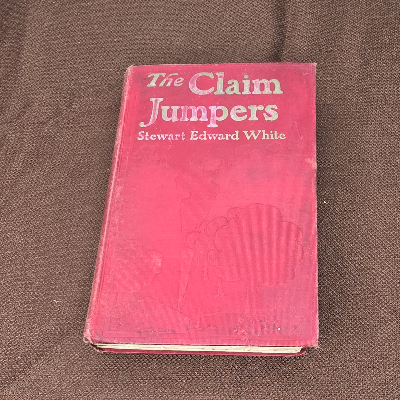 The Claim
Jumpers
Stewart Edward White